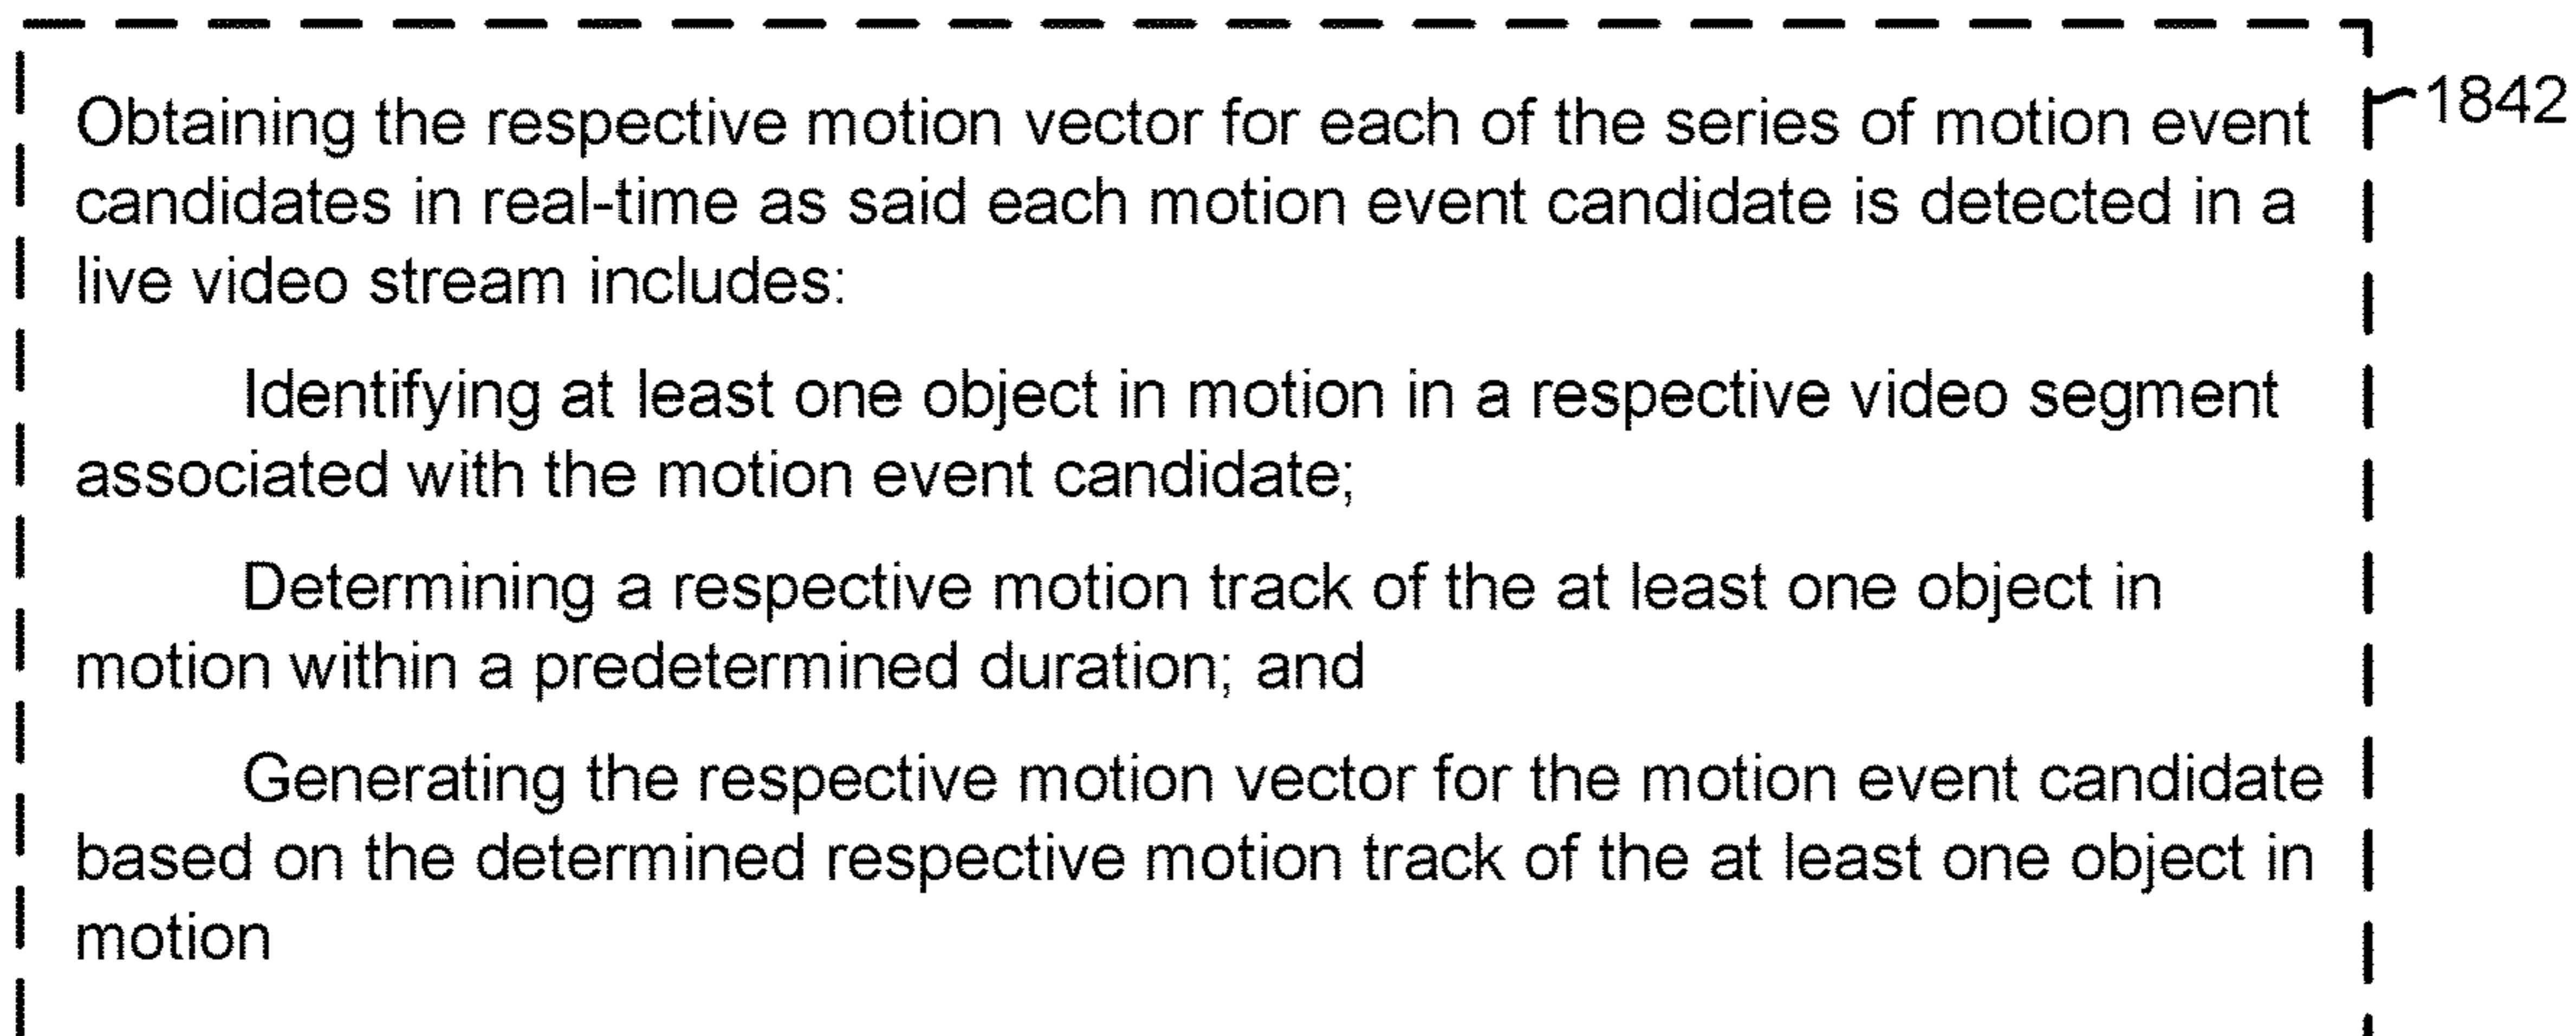 Obtaining the respective motion vector for each of the series of motion event
1842
candidates in real-time as said each motion event candidate is detected in a
live video stream includes:
Identifying at least one object in motion in a respective video segment
associated with the motion event candidate;
Determining a respective motion track of the at least one object in
motion within a predetermined duration; and
Generating the respective motion vector for the motion event candidate
based on the determined respective motion track of the at least one object in
motion